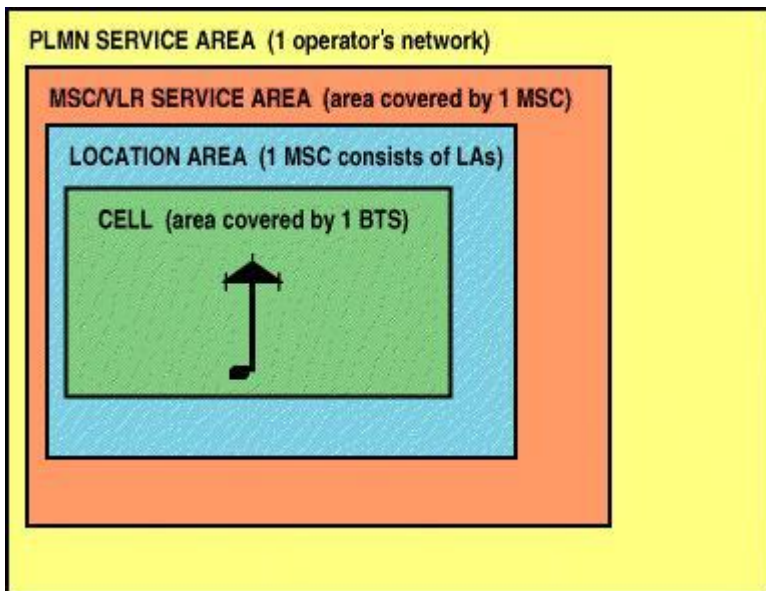 PLMN SERVICE AREA (1 operator's network)
MSC/VLR SERVICE AREA (area covered by 1 MSC)
LOCATION AREA (1 MSC consists of LAs)
CELL (area covered by 1 BTS)